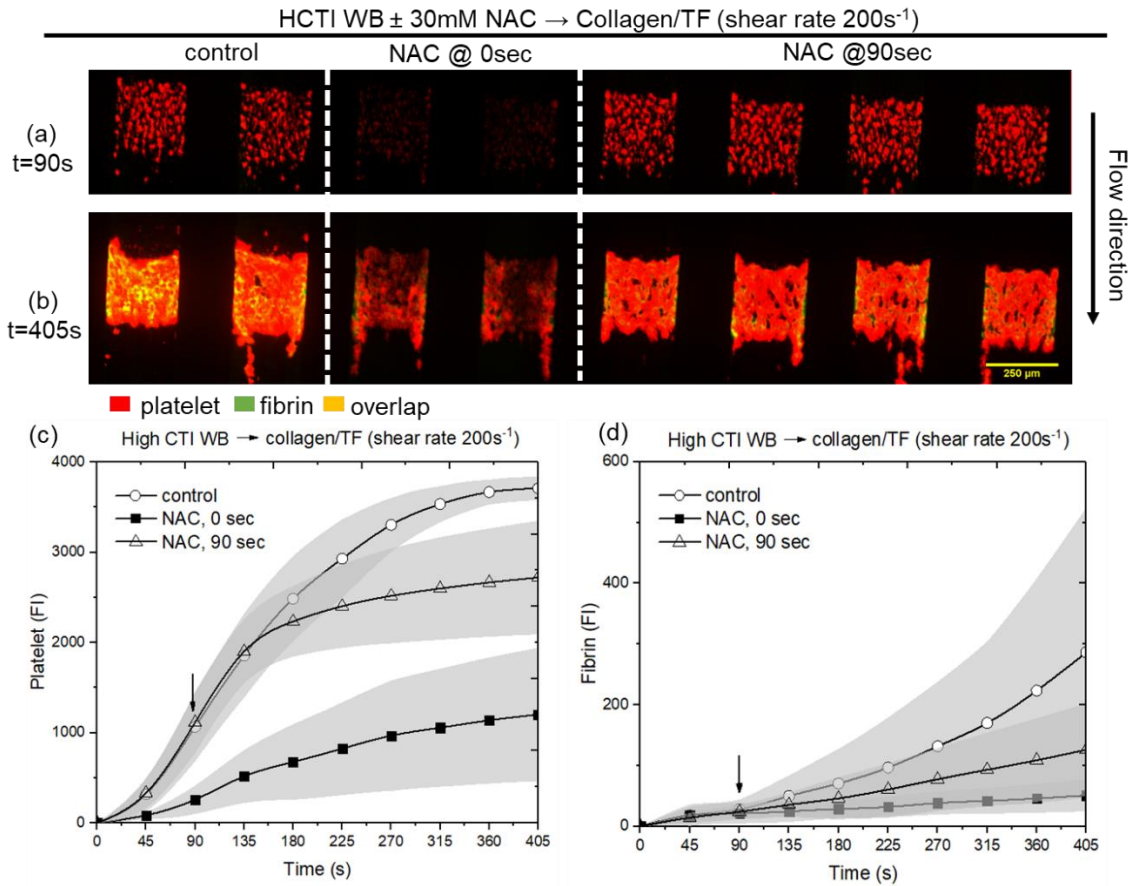 HCTI WB ± 30mM NAC → Collagen/TF (shear rate 200s⁻¹)
control NAC @ 0sec NAC @90sec
(a)
t=90s
(b)
t=405s
Flow direction
250 μm
platelet fibrin overlap
(c)
High CTI WB → collagen/TF (shear rate 200s⁻¹)
control
NAC, 0 sec
NAC, 90 sec
Platelet (FI)
4000
3000
2000
1000
0
0 45 90 135 180 225 270 315 360 405
Time (s)
(d)
High CTI WB → collagen/TF (shear rate 200s⁻¹)
control
NAC, 0 sec
NAC, 90 sec
Fibrin (FI)
600
400
200
0
0 45 90 135 180 225 270 315 360 405
Time (s)